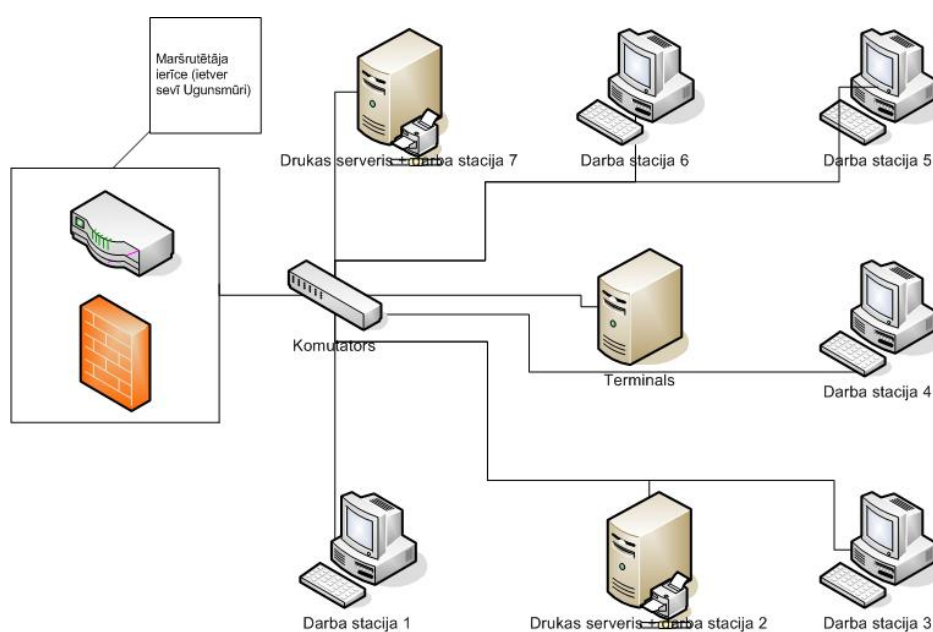 Maršrutētāja
ierīce (ietver
sevī Ugunsmūri)
Drukas serveris + darba stacija 7
Darba stacija 6
Darba stacija 5
Komutators
Terminals
Darba stacija 4
Darba stacija 1
Drukas serveris + darba stacija 2
Darba stacija 3